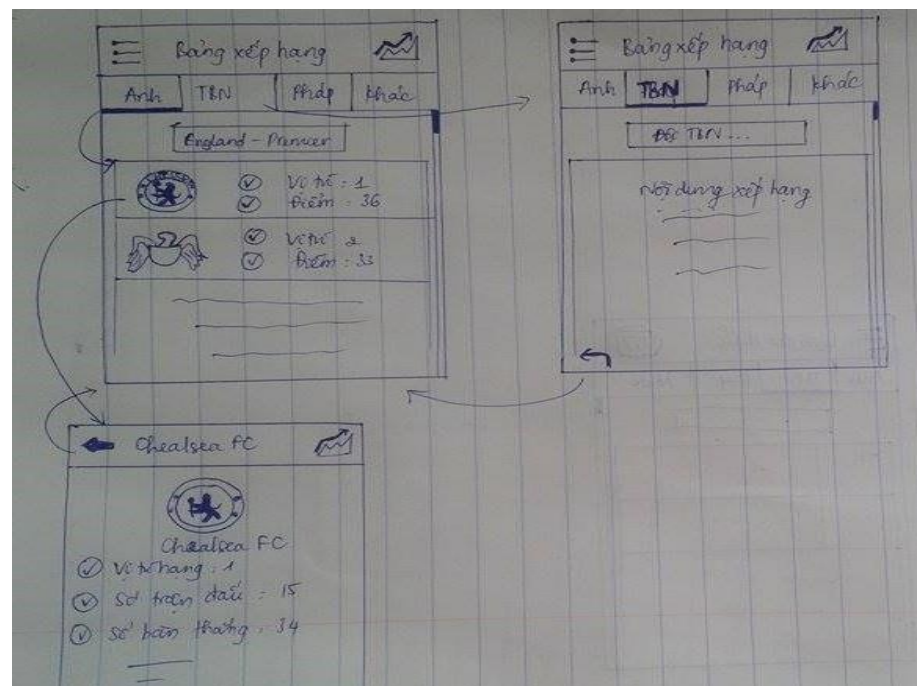 Bảng xếp hạng
Anh TBN Pháp Khác
England - Premier
Vị trí : 1
Điểm : 36
Vị trí 2
Điểm : 33
Bảng xếp hạng
Anh TBN Pháp Khác
TBN ...
Nội dung xếp hạng
Chealsea FC
Chealsea FC
Vị trí hạng : 1
Số trận đấu : 15
Số bàn thắng : 34